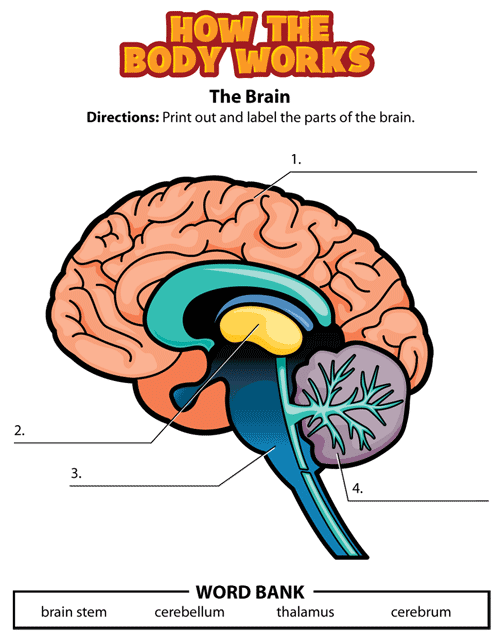 HOW THE
BODY WORKS
The Brain
Directions: Print out and label the parts of the brain.
1.
2.
3.
4.
WORD BANK
brain stem cerebellum thalamus cerebrum